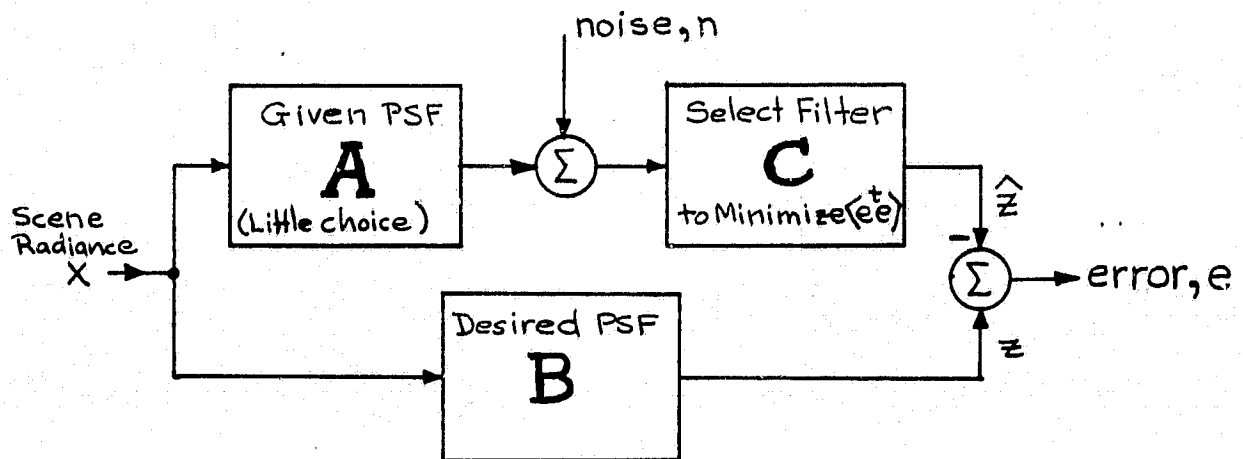 noise, n
Given PSF
A
(Little choice)
Σ
Select Filter
C
to Minimize⟨eᵗe⟩
ẑ
Scene
Radiance
X
-
Σ
error, e
Desired PSF
B
z